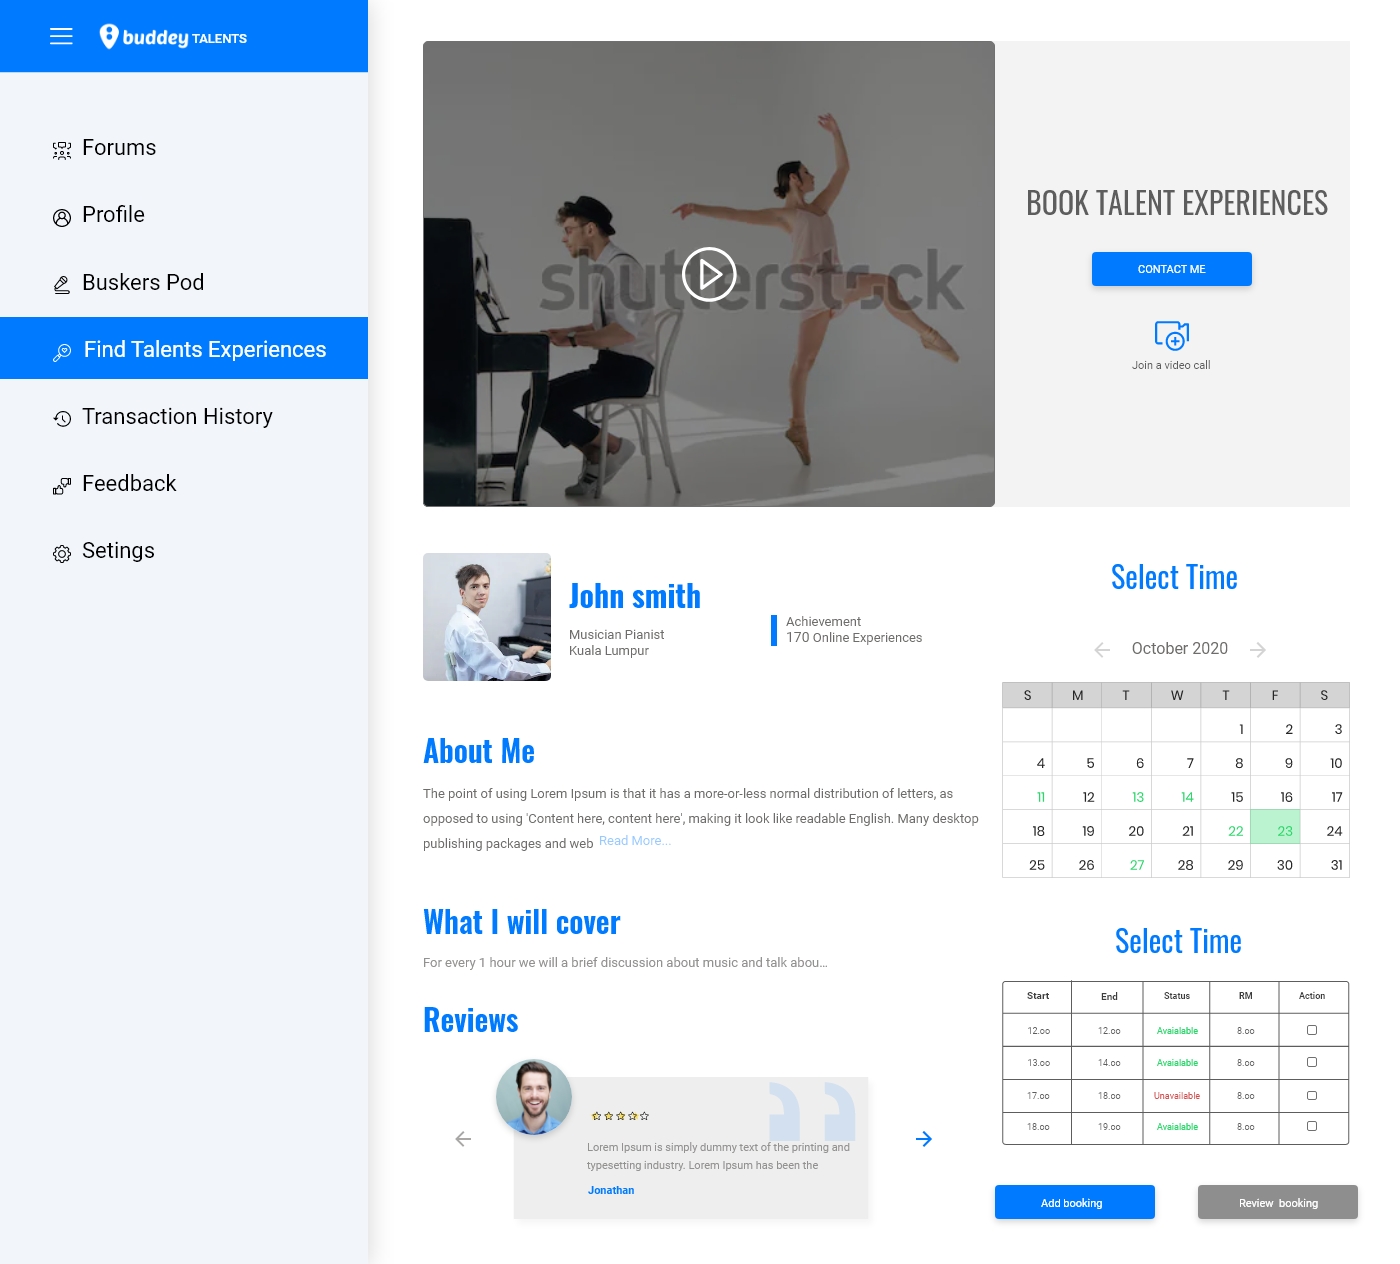 buddey TALENTS
Forums
Profile
Buskers Pod
Find Talents Experiences
Transaction History
Feedback
Setings
shutterstock
BOOK TALENT EXPERIENCES
CONTACT ME
Join a video call
John smith
Musician Pianist
Kuala Lumpur
Achievement
170 Online Experiences
About Me
The point of using Lorem Ipsum is that it has a more-or-less normal distribution of letters, as
opposed to using 'Content here, content here', making it look like readable English. Many desktop
publishing packages and web Read More...
What I will cover
For every 1 hour we will a brief discussion about music and talk abou...
Reviews
Lorem Ipsum is simply dummy text of the printing and
typesetting industry. Lorem Ipsum has been the
Jonathan
Select Time
October 2020
S M T W T F S
1 2 3
4 5 6 7 8 9 10
11 12 13 14 15 16 17
18 19 20 21 22 23 24
25 26 27 28 29 30 31
Select Time
Start End Status RM Action
12.oo 12.oo Avaialable 8.oo
13.oo 14.oo Avaialable 8.oo
17.oo 18.oo Unavailable 8.oo
18.oo 19.oo Avaialable 8.oo
Add booking
Review booking